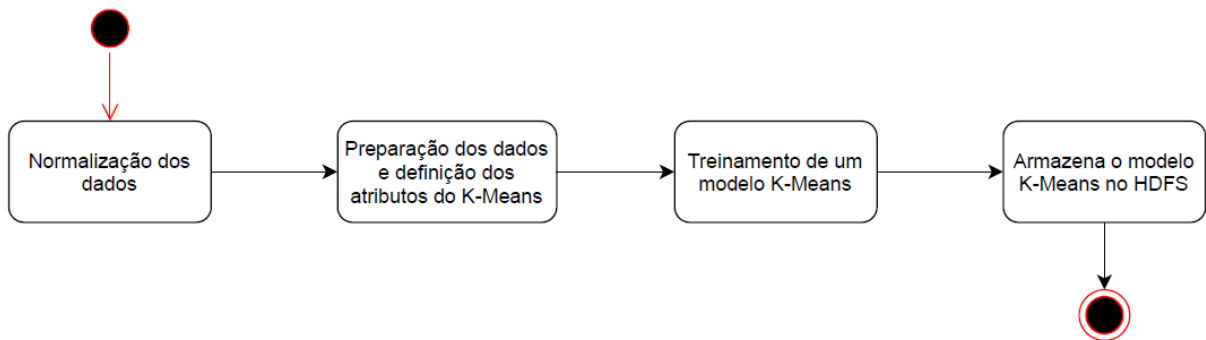 Normalização dos
dados
Preparação dos dados
e definição dos
atributos do K-Means
Treinamento de um
modelo K-Means
Armazena o modelo
K-Means no HDFS